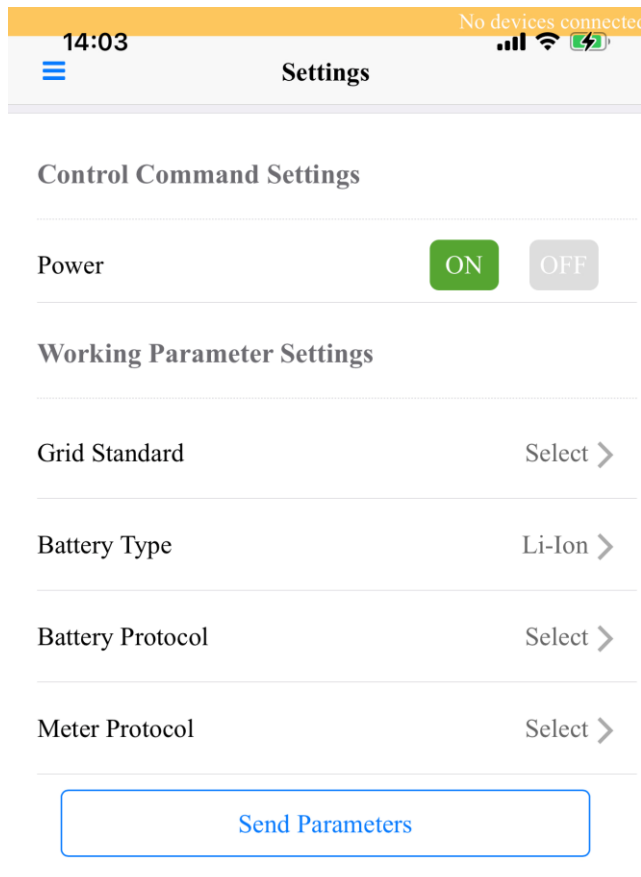 No devices connected
14:03
Settings
Control Command Settings
Power ON OFF
Working Parameter Settings
Grid Standard Select
Battery Type Li-Ion
Battery Protocol Select
Meter Protocol Select
Send Parameters